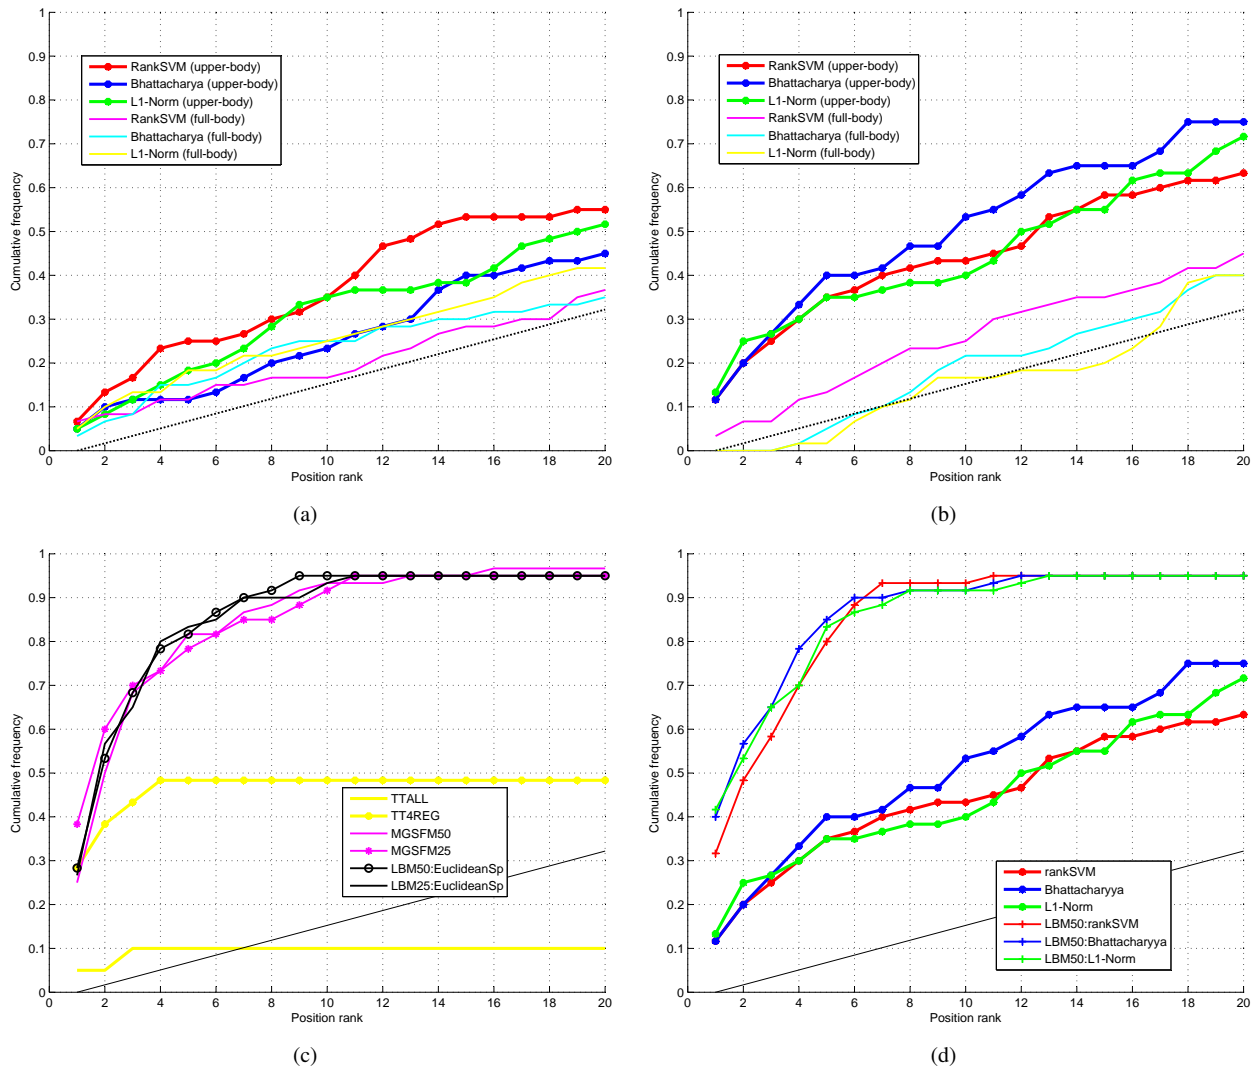 1
0.9
0.8
0.7
0.6
0.5
0.4
0.3
0.2
0.1
0
Cumulative frequency
RankSVM (upper-body)
Bhattacharya (upper-body)
L1-Norm (upper-body)
RankSVM (full-body)
Bhattacharya (full-body)
L1-Norm (full-body)
0 2 4 6 8 10 12 14 16 18 20
Position rank
(a)
1
0.9
0.8
0.7
0.6
0.5
0.4
0.3
0.2
0.1
0
Cumulative frequency
RankSVM (upper-body)
Bhattacharya (upper-body)
L1-Norm (upper-body)
RankSVM (full-body)
Bhattacharya (full-body)
L1-Norm (full-body)
0 2 4 6 8 10 12 14 16 18 20
Position rank
(b)
1
0.9
0.8
0.7
0.6
0.5
0.4
0.3
0.2
0.1
0
Cumulative frequency
TTALL
TT4REG
MGSFM50
MGSFM25
LBM50:EuclideanSp
LBM25:EuclideanSp
0 2 4 6 8 10 12 14 16 18 20
Position rank
(c)
1
0.9
0.8
0.7
0.6
0.5
0.4
0.3
0.2
0.1
0
Cumulative frequency
rankSVM
Bhattacharyya
L1-Norm
LBM50:rankSVM
LBM50:Bhattacharyya
LBM50:L1-Norm
0 2 4 6 8 10 12 14 16 18 20
Position rank
(d)